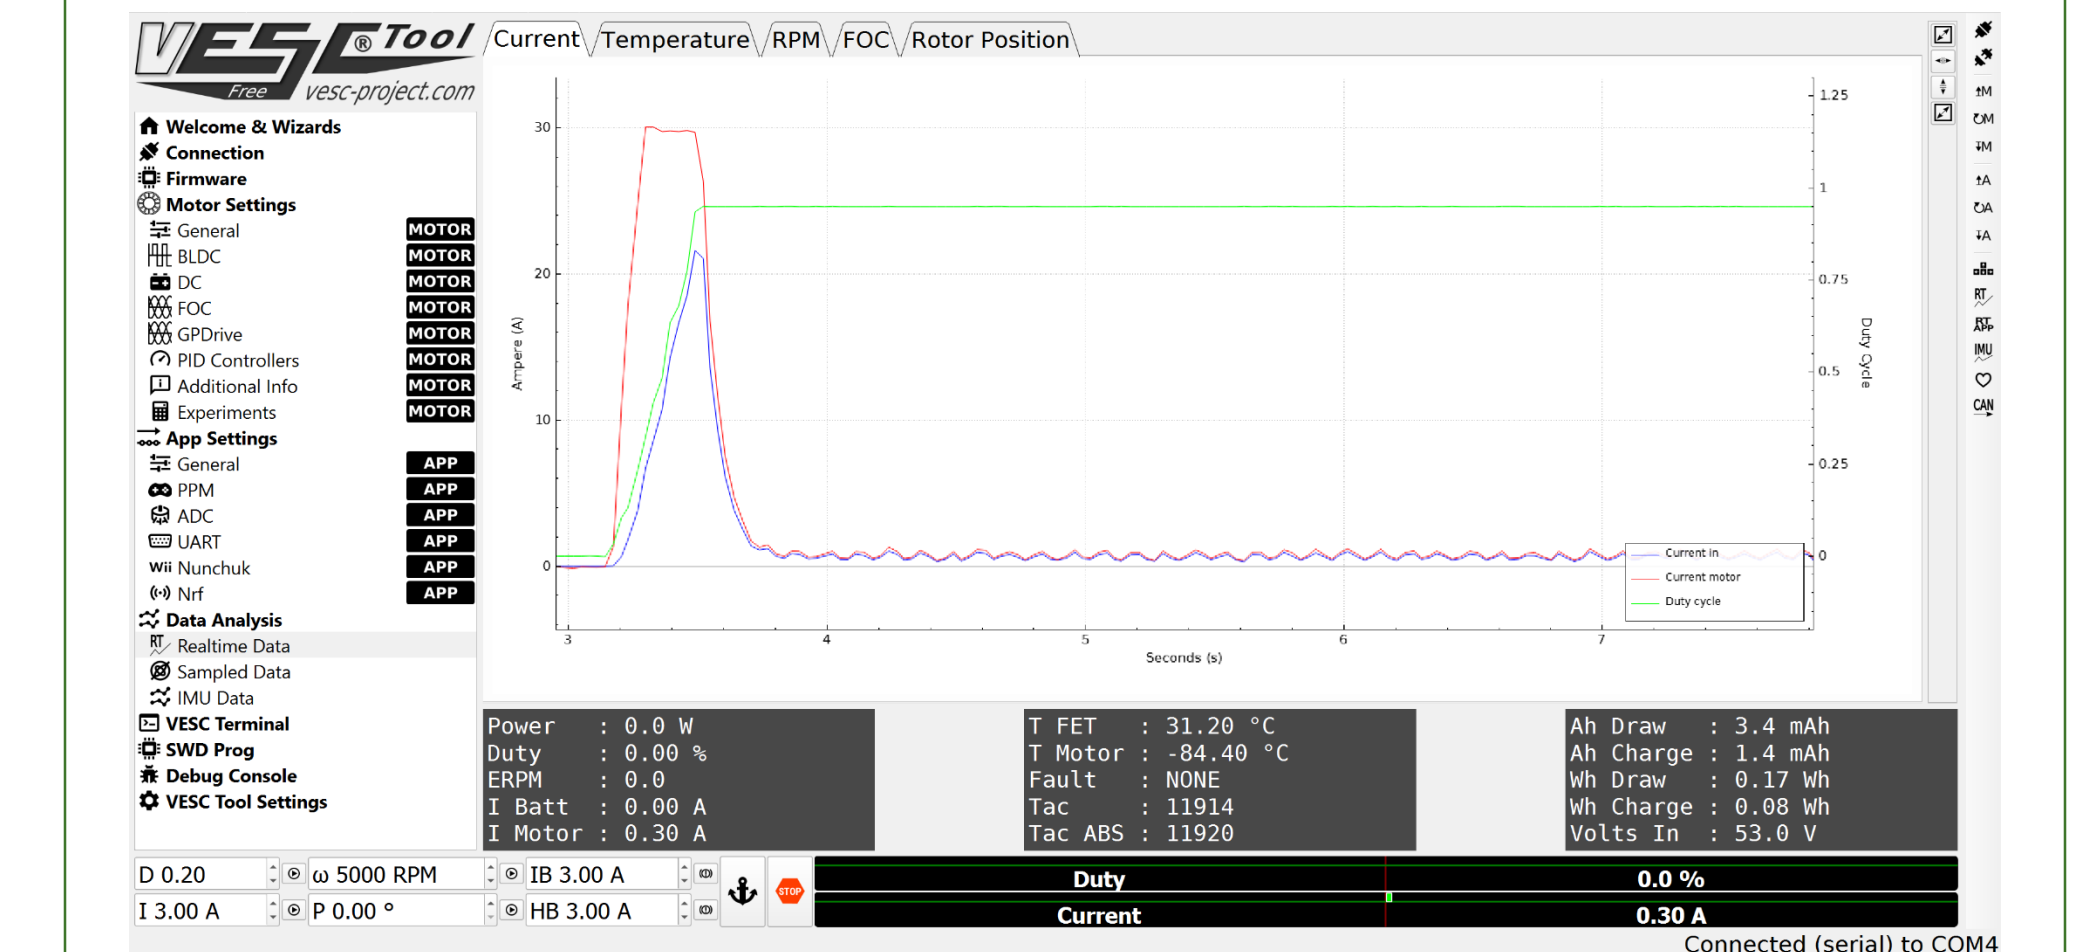 VESC® Tool
Free vesc-project.com
Welcome & Wizards
Connection
Firmware
Motor Settings
General MOTOR
BLDC MOTOR
DC MOTOR
FOC MOTOR
GPDrive MOTOR
PID Controllers MOTOR
Additional Info MOTOR
Experiments MOTOR
App Settings
General APP
PPM APP
ADC APP
UART APP
Wii Nunchuk APP
Nrf APP
Data Analysis
RT Realtime Data
Sampled Data
IMU Data
VESC Terminal
SWD Prog
Debug Console
VESC Tool Settings
Current Temperature RPM FOC Rotor Position
30
20
10
0
Ampere (A)
1.25
1
0.75
0.5
0.25
0
Duty Cycle
3 4 5 6 7
Seconds (s)
Current in
Current motor
Duty cycle
M
M
M
A
A
A
RT
RT
APP
IMU
CAN
Power : 0.0 W
Duty : 0.00 %
ERPM : 0.0
I Batt : 0.00 A
I Motor : 0.30 A
T FET : 31.20 °C
T Motor : -84.40 °C
Fault : NONE
Tac : 11914
Tac ABS : 11920
Ah Draw : 3.4 mAh
Ah Charge : 1.4 mAh
Wh Draw : 0.17 Wh
Wh Charge : 0.08 Wh
Volts In : 53.0 V
D 0.20 ω 5000 RPM IB 3.00 A
I 3.00 A P 0.00 ° HB 3.00 A
STOP
Duty 0.0 %
Current 0.30 A
Connected (serial) to COM4